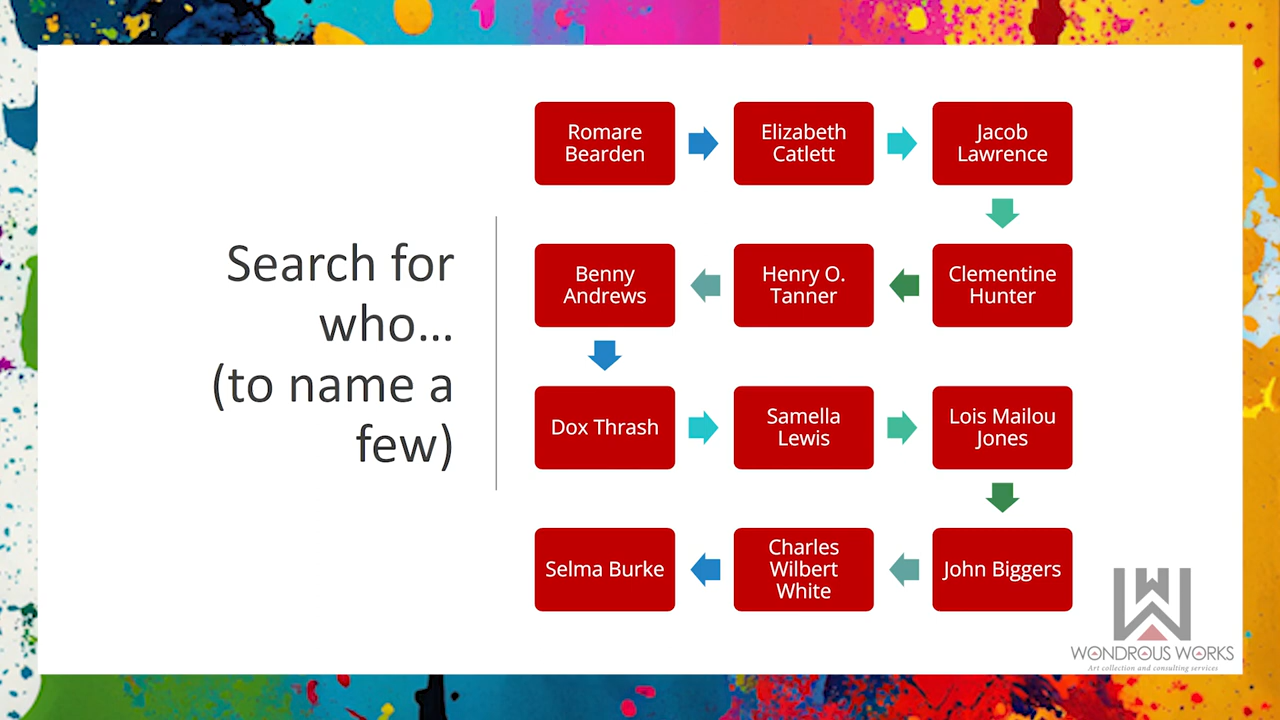 Search for
who...
(to name a
few)
Romare
Bearden
Elizabeth
Catlett
Jacob
Lawrence
Clementine
Hunter
Henry O.
Tanner
Benny
Andrews
Dox Thrash
Samella
Lewis
Lois Mailou
Jones
John Biggers
Charles
Wilbert
White
Selma Burke
WONDROUS WORKS
Art collection and consulting services